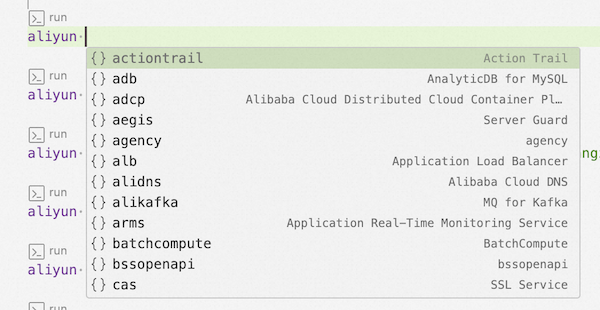 run
aliyun
{} actiontrail Action Trail
{} adb AnalyticDB for MySQL
run
aliyun
{} adcp Alibaba Cloud Distributed Cloud Container Pl…
{} aegis Server Guard
run
{} agency agency
aliyun
{} alb Application Load Balancer
{} alidns Alibaba Cloud DNS
run
{} alikafka MQ for Kafka
aliyun
{} arms Application Real-Time Monitoring Service
{} batchcompute BatchCompute
run
{} bssopenapi bssopenapi
aliyun
{} cas SSL Service